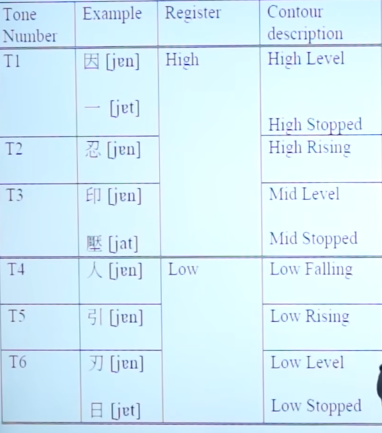 Tone Number Example Register Contour description
T1 因 [jɐn] High High Level
一 [jɐt] High Stopped
T2 忍 [jɐn] High Rising
T3 印 [jɐn] Mid Level
壓 [jat] Mid Stopped
T4 人 [jɐn] Low Low Falling
T5 引 [jɐn] Low Rising
T6 刃 [jɐn] Low Level
日 [jɐt] Low Stopped